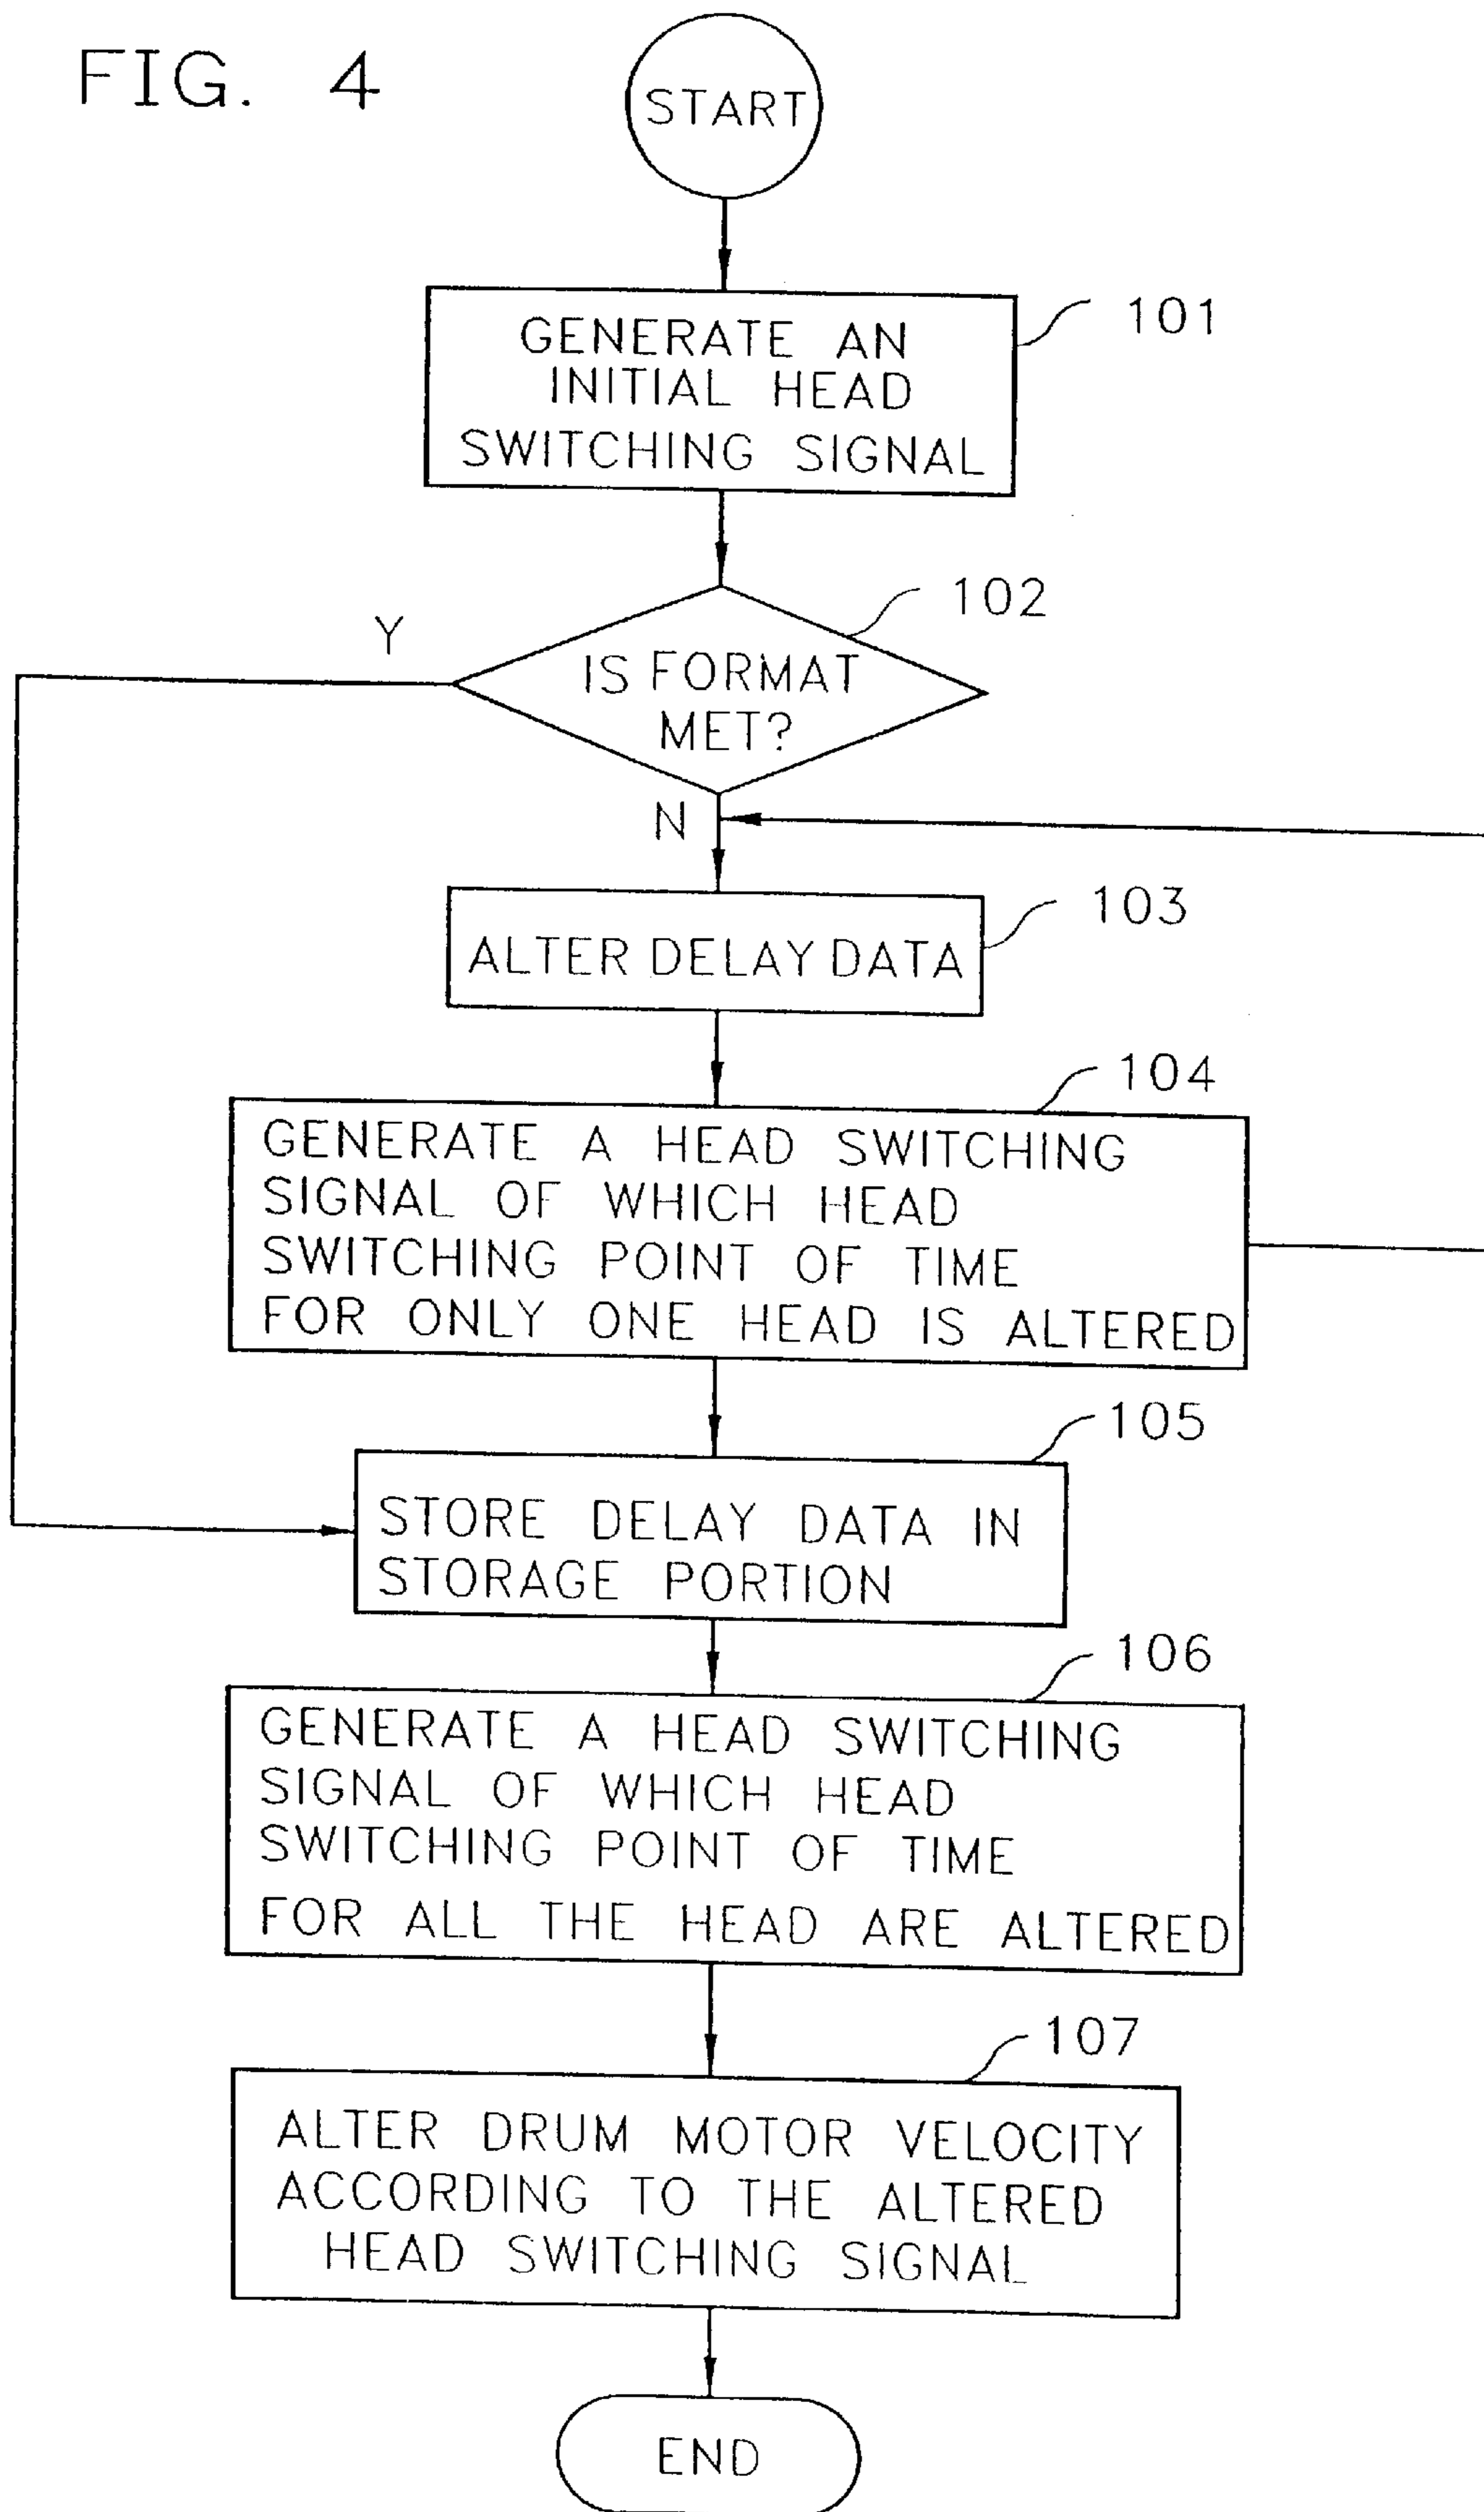 FIG. 4
START
GENERATE AN
INITIAL HEAD
SWITCHING SIGNAL
101
IS FORMAT
MET?
102
Y
N
ALTER DELAY DATA
103
GENERATE A HEAD SWITCHING
SIGNAL OF WHICH HEAD
SWITCHING POINT OF TIME
FOR ONLY ONE HEAD IS ALTERED
104
STORE DELAY DATA IN
STORAGE PORTION
105
GENERATE A HEAD SWITCHING
SIGNAL OF WHICH HEAD
SWITCHING POINT OF TIME
FOR ALL THE HEAD ARE ALTERED
106
ALTER DRUM MOTOR VELOCITY
ACCORDING TO THE ALTERED
HEAD SWITCHING SIGNAL
107
END